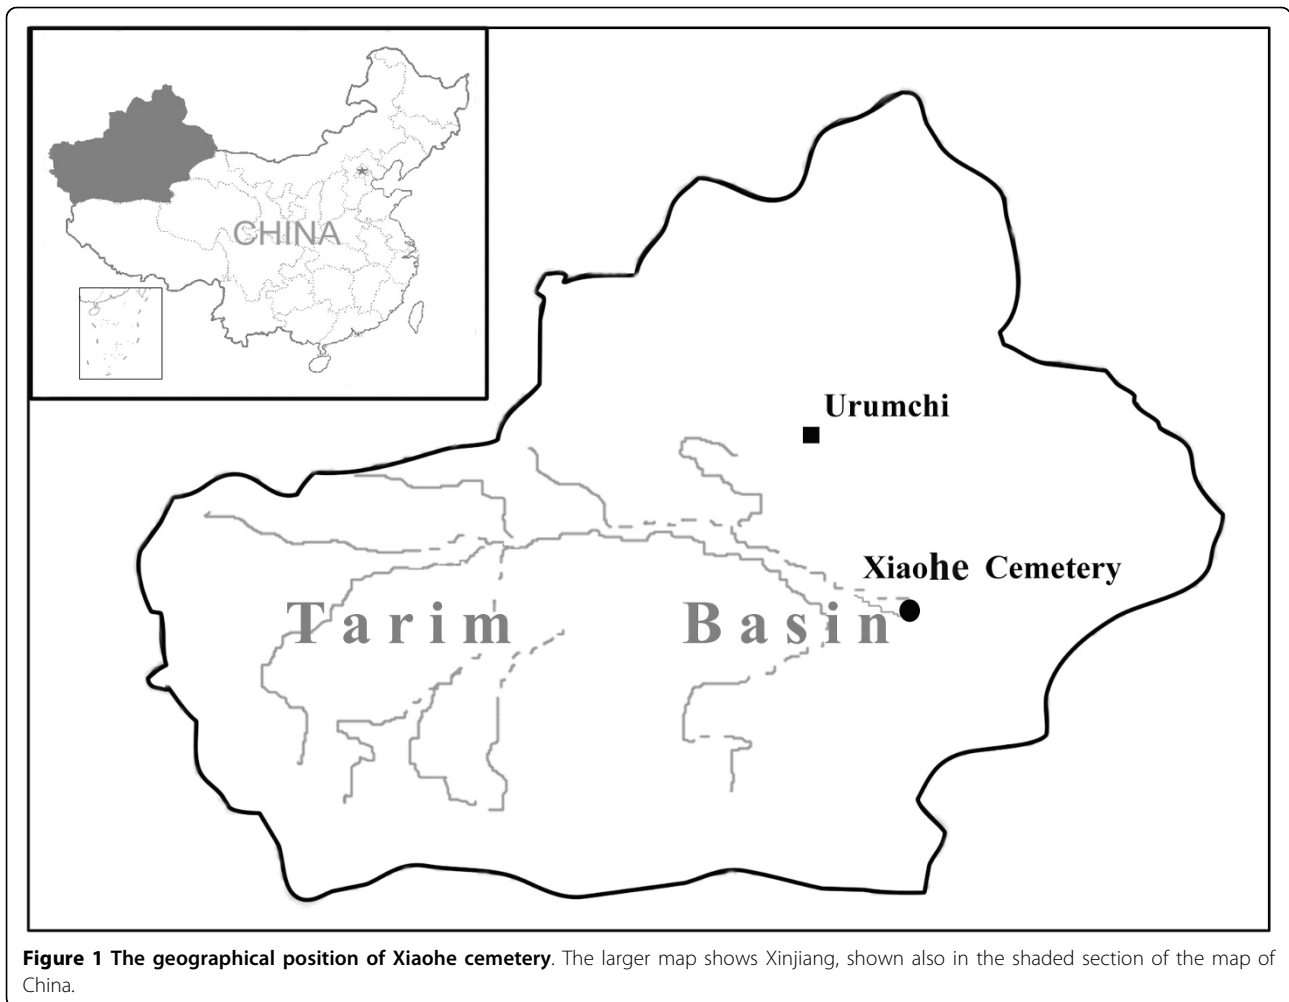 CHINA
Urumchi
Xiaohe Cemetery
Tarim Basin
Figure 1 The geographical position of Xiaohe cemetery. The larger map shows Xinjiang, shown also in the shaded section of the map of
China.